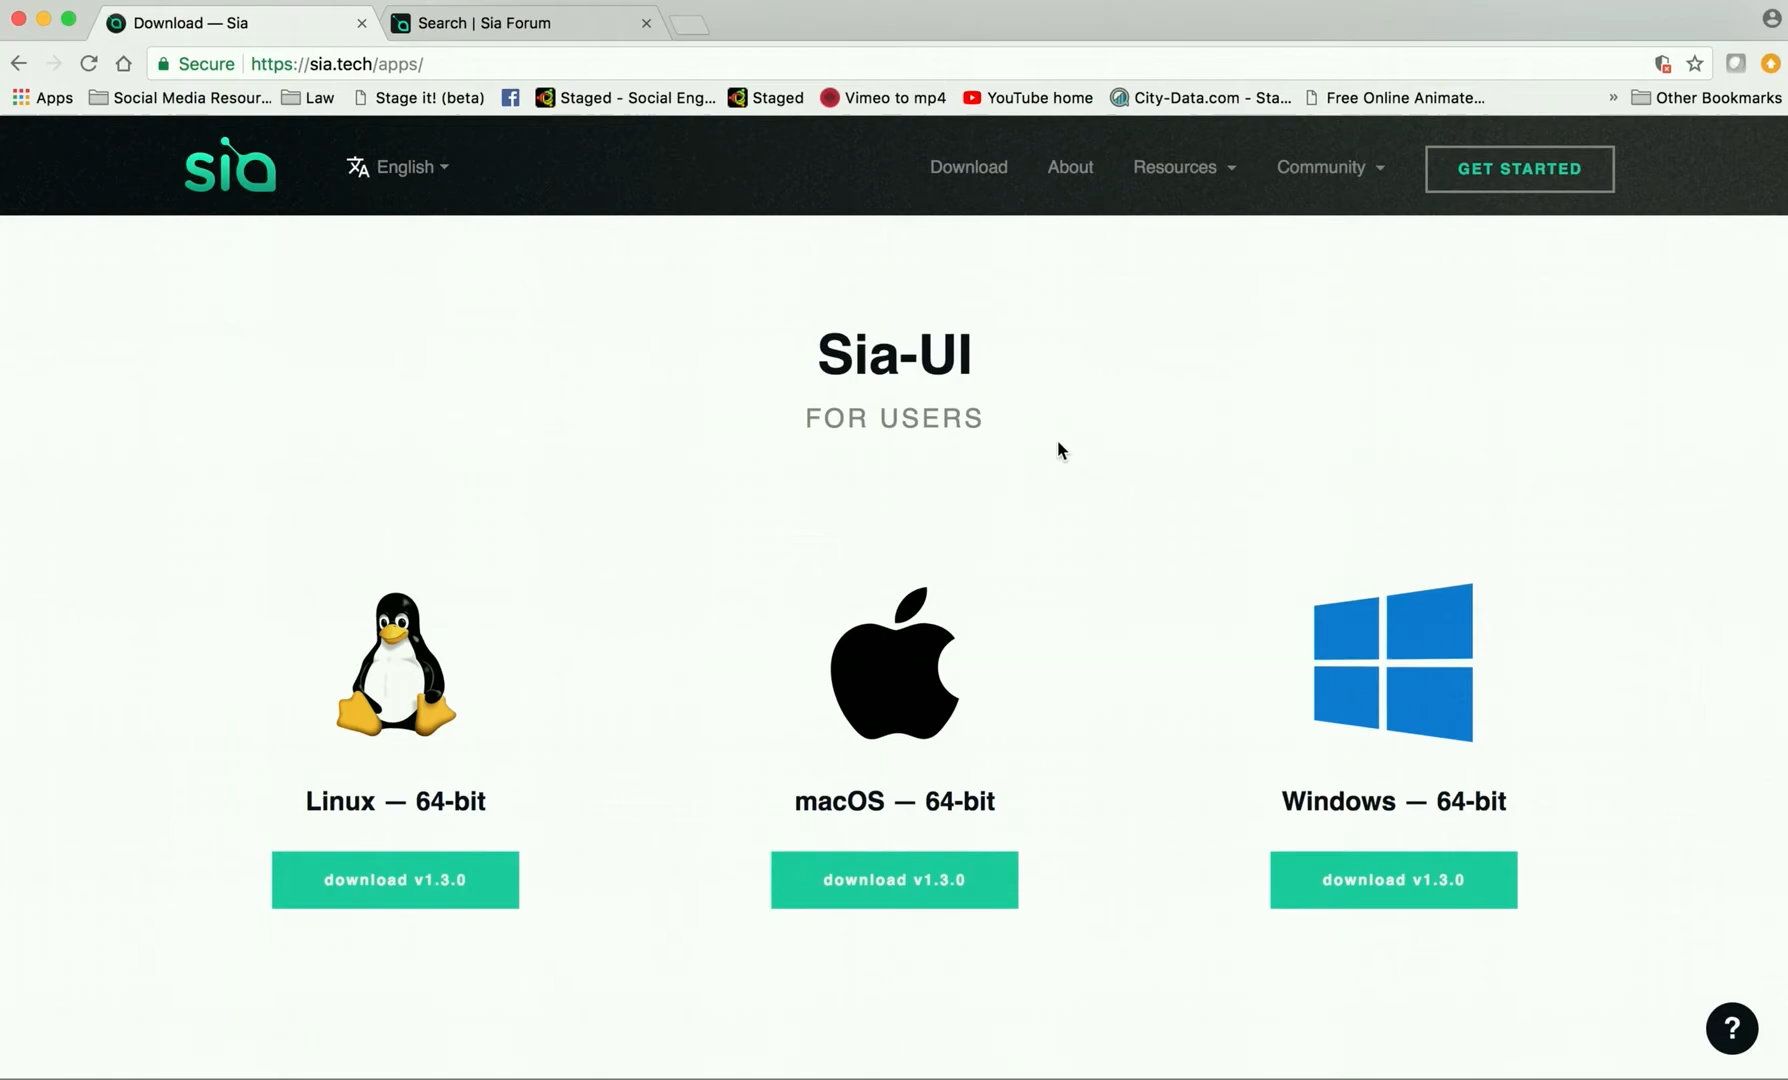 Download — Sia
Search | Sia Forum
Secure https://sia.tech/apps/
Apps Social Media Resour... Law Stage it! (beta) Staged - Social Eng... Staged Vimeo to mp4 YouTube home City-Data.com - Sta... Free Online Animate... » Other Bookmarks
sia English Download About Resources Community GET STARTED
Sia-UI
FOR USERS
Linux — 64-bit
macOS — 64-bit
Windows — 64-bit
download v1.3.0
download v1.3.0
download v1.3.0
?